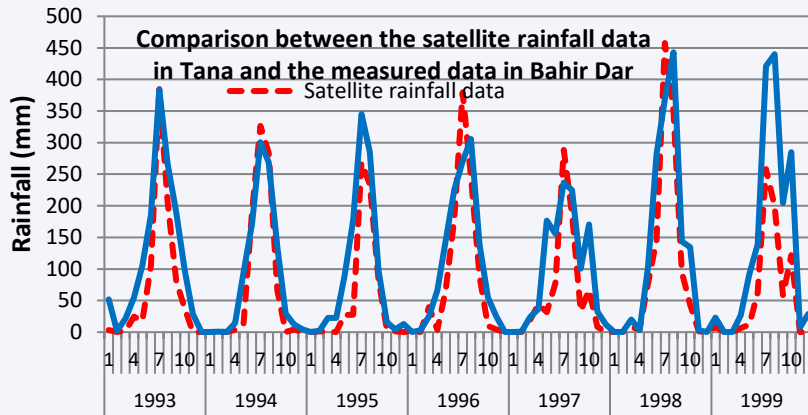 Comparison between the satellite rainfall data
in Tana and the measured data in Bahir Dar
Satellite rainfall data
Rainfall (mm)
500
450
400
350
300
250
200
150
100
50
0
1 4 7 10 1 4 7 10 1 4 7 10 1 4 7 10 1 4 7 10 1 4 7 10 1 4 7 10
1993 1994 1995 1996 1997 1998 1999